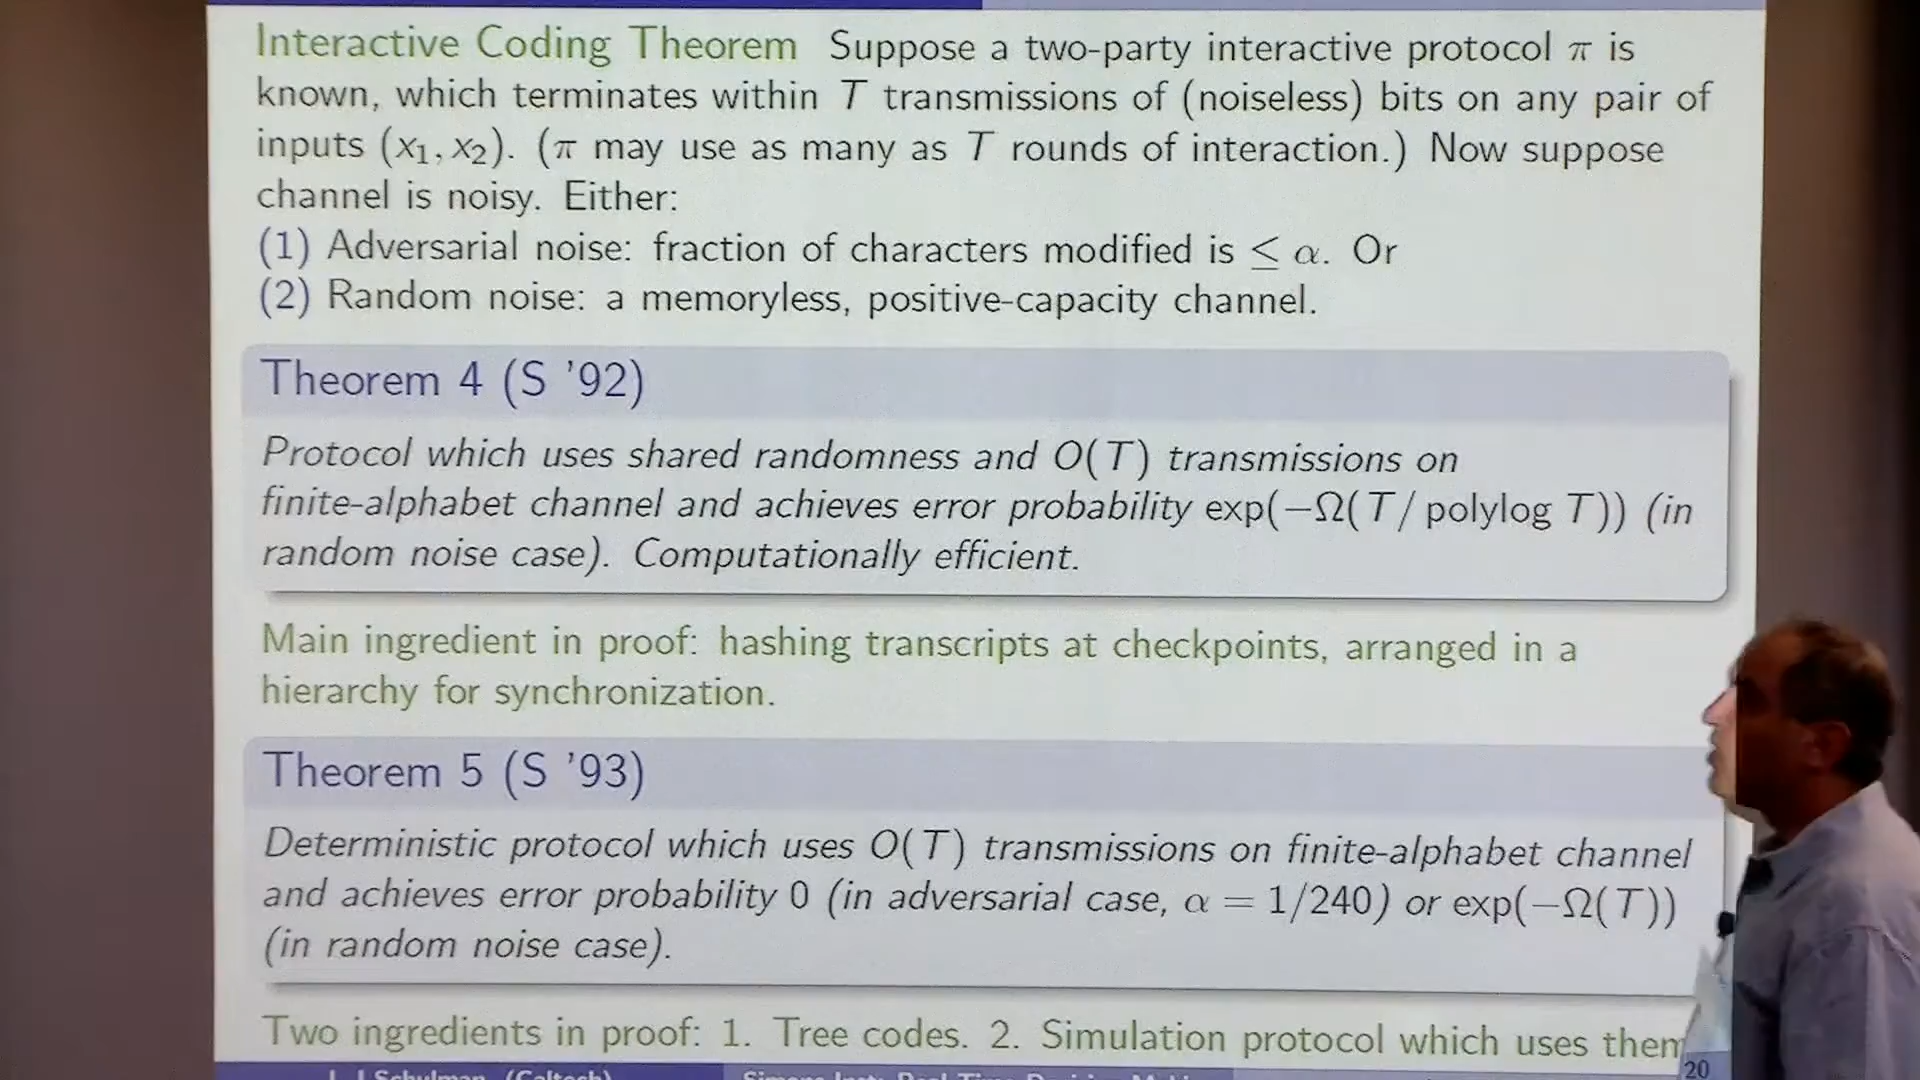 Interactive Coding Theorem Suppose a two-party interactive protocol π is
known, which terminates within T transmissions of (noiseless) bits on any pair of
inputs (x₁, x₂). (π may use as many as T rounds of interaction.) Now suppose
channel is noisy. Either:
(1) Adversarial noise: fraction of characters modified is ≤ α. Or
(2) Random noise: a memoryless, positive-capacity channel.
Theorem 4 (S '92)
Protocol which uses shared randomness and O(T) transmissions on
finite-alphabet channel and achieves error probability exp(−Ω(T/ polylog T)) (in
random noise case). Computationally efficient.
Main ingredient in proof: hashing transcripts at checkpoints, arranged in a
hierarchy for synchronization.
Theorem 5 (S '93)
Deterministic protocol which uses O(T) transmissions on finite-alphabet channel
and achieves error probability 0 (in adversarial case, α = 1/240) or exp(−Ω(T))
(in random noise case).
Two ingredients in proof: 1. Tree codes. 2. Simulation protocol which uses them
Schulman (Caltech)
20